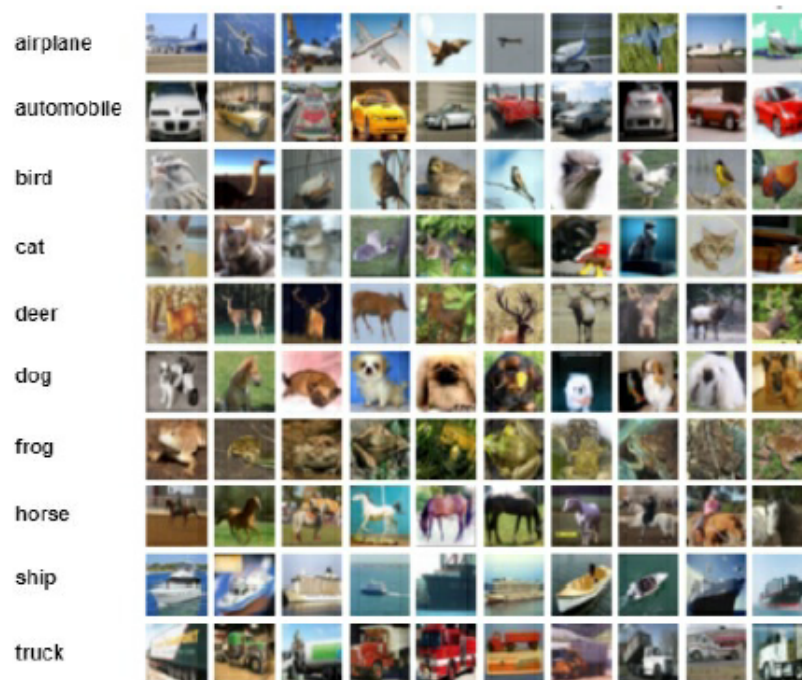 airplane
automobile
bird
cat
deer
dog
frog
horse
ship
truck